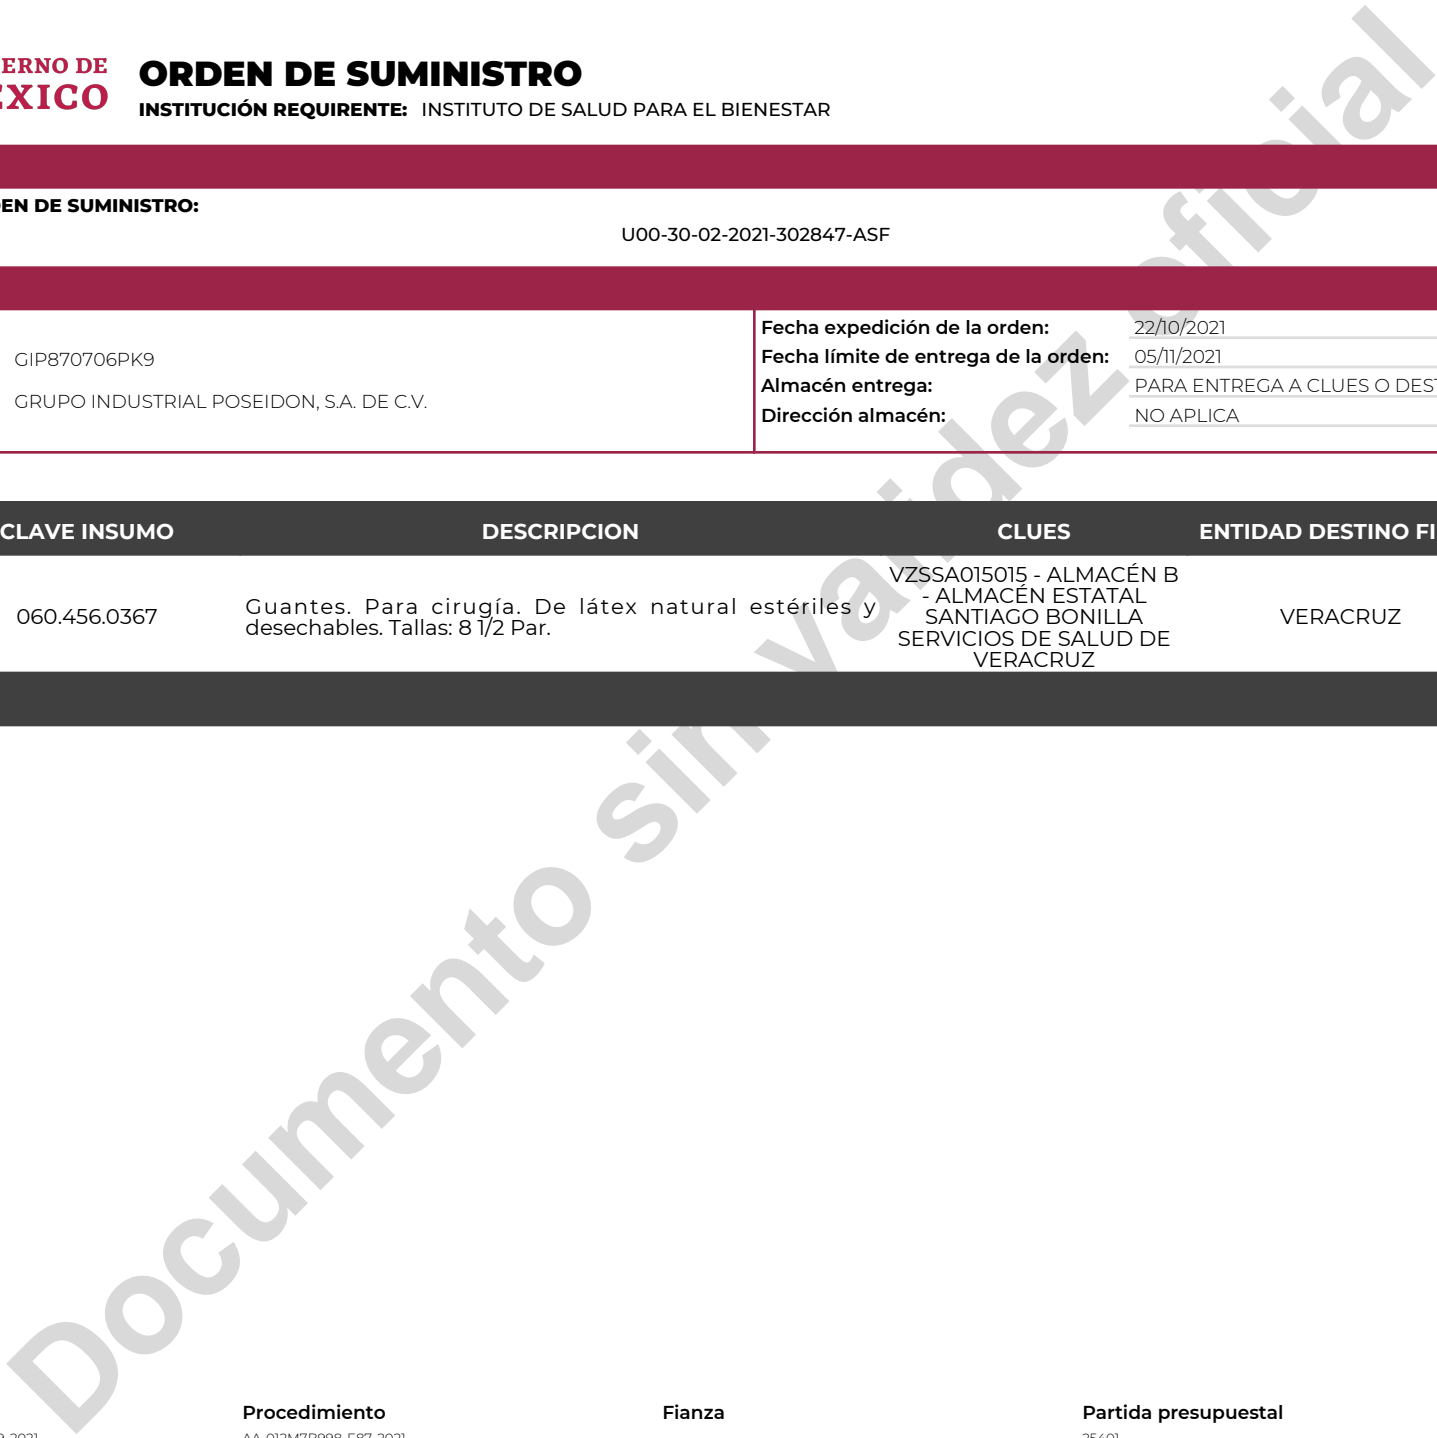 ORDEN DE SUMINISTRO
INSTITUCIÓN REQUIRENTE: INSTITUTO DE SALUD PARA EL BIENESTAR
ERNO DE
XICO
EN DE SUMINISTRO:
U00-30-02-2021-302847-ASF
GIP870706PK9
GRUPO INDUSTRIAL POSEIDON, S.A. DE C.V.
Fecha expedición de la orden: 22/10/2021
Fecha límite de entrega de la orden: 05/11/2021
Almacén entrega: PARA ENTREGA A CLUES O DEST
Dirección almacén: NO APLICA
CLAVE INSUMO DESCRIPCION CLUES ENTIDAD DESTINO FI
060.456.0367
Guantes. Para cirugía. De látex natural estériles y
desechables. Tallas: 8 1/2 Par.
VZSSA015015 - ALMACÉN B
- ALMACÉN ESTATAL
SANTIAGO BONILLA
SERVICIOS DE SALUD DE
VERACRUZ
VERACRUZ
Documento sin validez oficial
Procedimiento Fianza Partida presupuestal